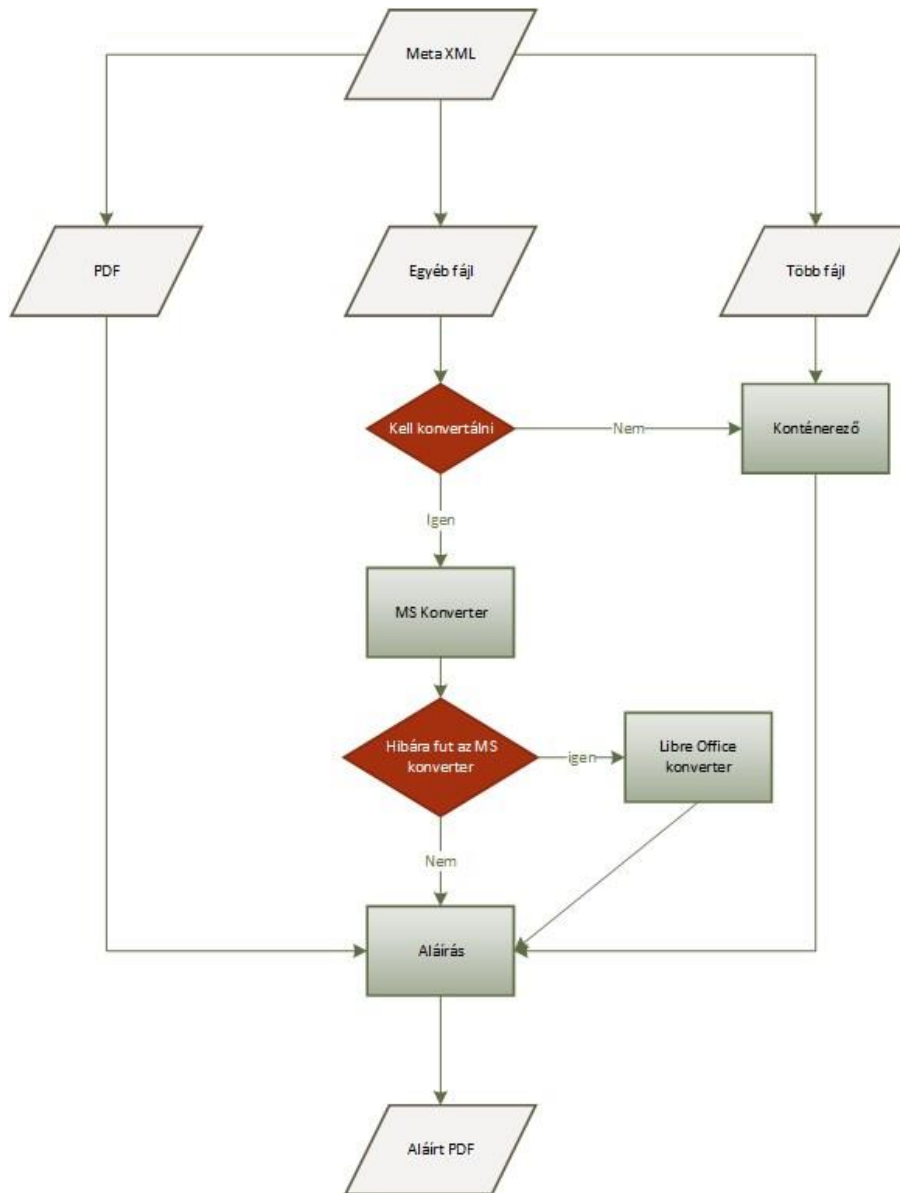 Meta XML
PDF
Egyéb fájl
Több fájl
Kell konvertálni
Nem
Konténerező
Igen
MS Konverter
Hibára fut az MS
konverter
igen
Libre Office
konverter
Nem
Aláírás
Aláírt PDF